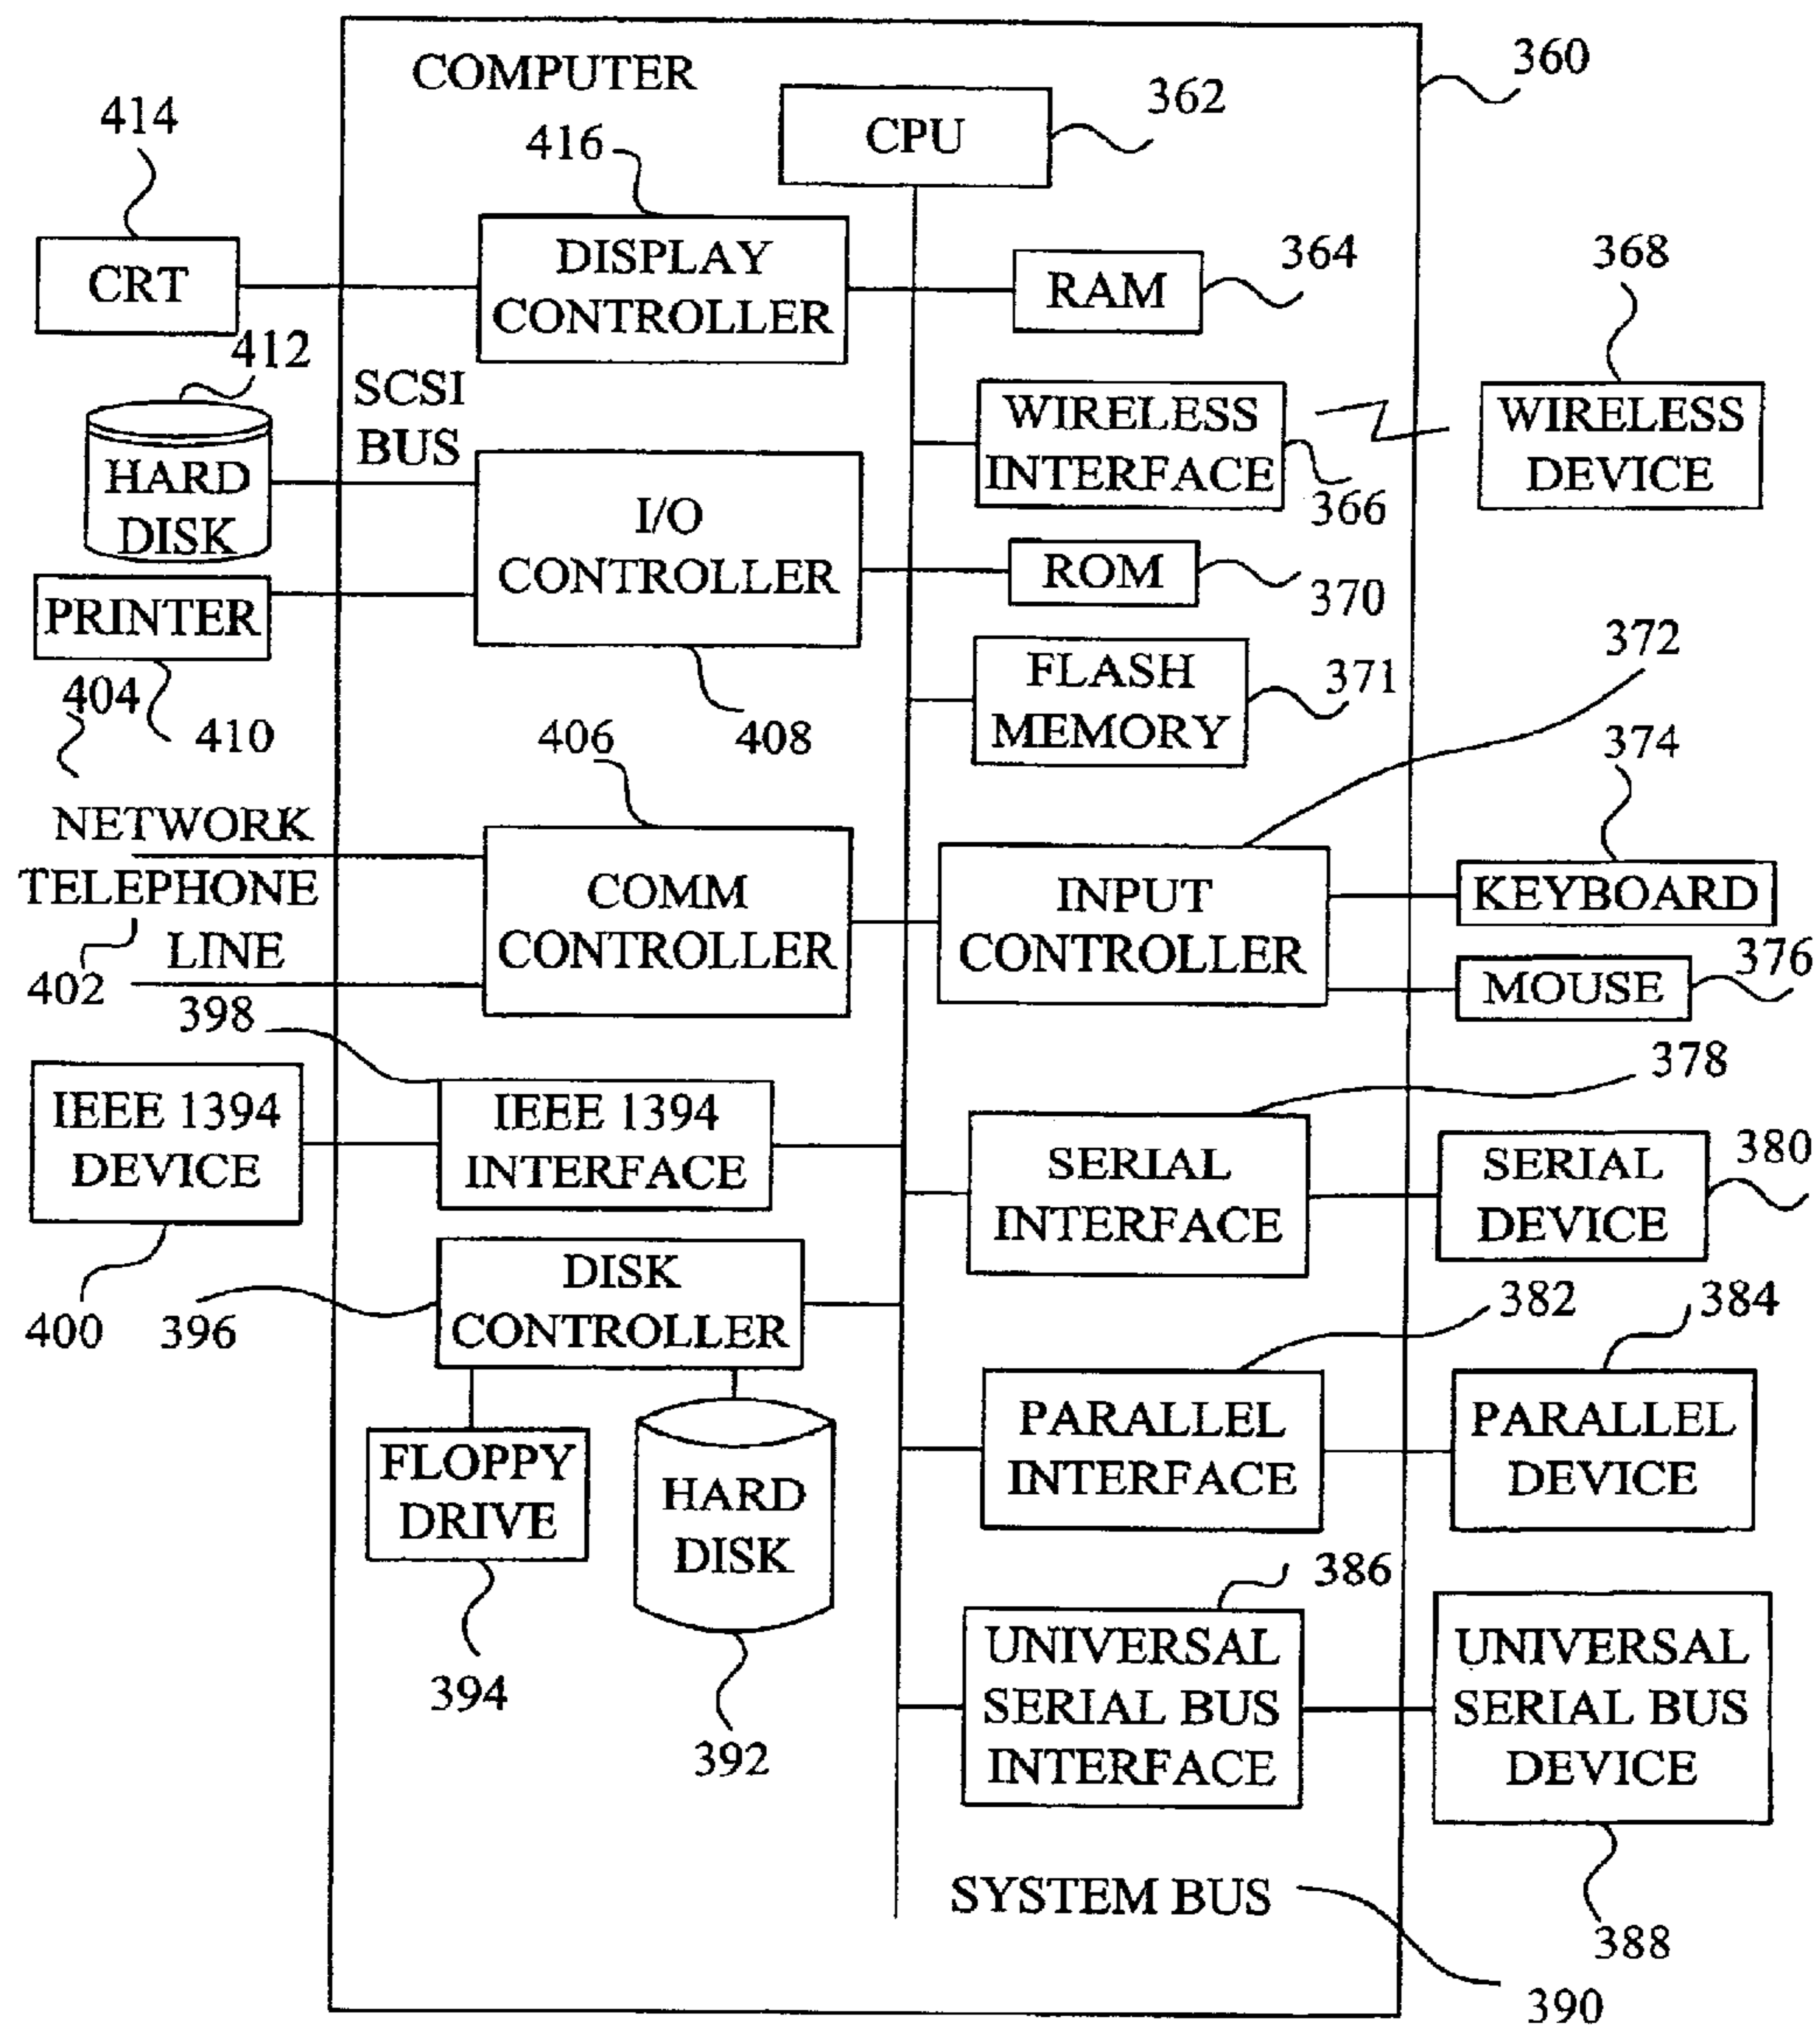 COMPUTER
360
CPU
362
414
416
CRT
DISPLAY
CONTROLLER
RAM
364
368
412
SCSI
BUS
HARD
DISK
WIRELESS
INTERFACE
366
WIRELESS
DEVICE
I/O
CONTROLLER
ROM
370
PRINTER
404
410
408
FLASH
MEMORY
371
372
406
374
NETWORK
TELEPHONE
LINE
402
COMM
CONTROLLER
INPUT
CONTROLLER
KEYBOARD
MOUSE
376
398
378
IEEE 1394
DEVICE
IEEE 1394
INTERFACE
SERIAL
INTERFACE
SERIAL
DEVICE
380
400
396
DISK
CONTROLLER
382
384
FLOPPY
DRIVE
HARD
DISK
PARALLEL
INTERFACE
PARALLEL
DEVICE
394
392
386
UNIVERSAL
SERIAL BUS
INTERFACE
UNIVERSAL
SERIAL BUS
DEVICE
388
SYSTEM BUS
390